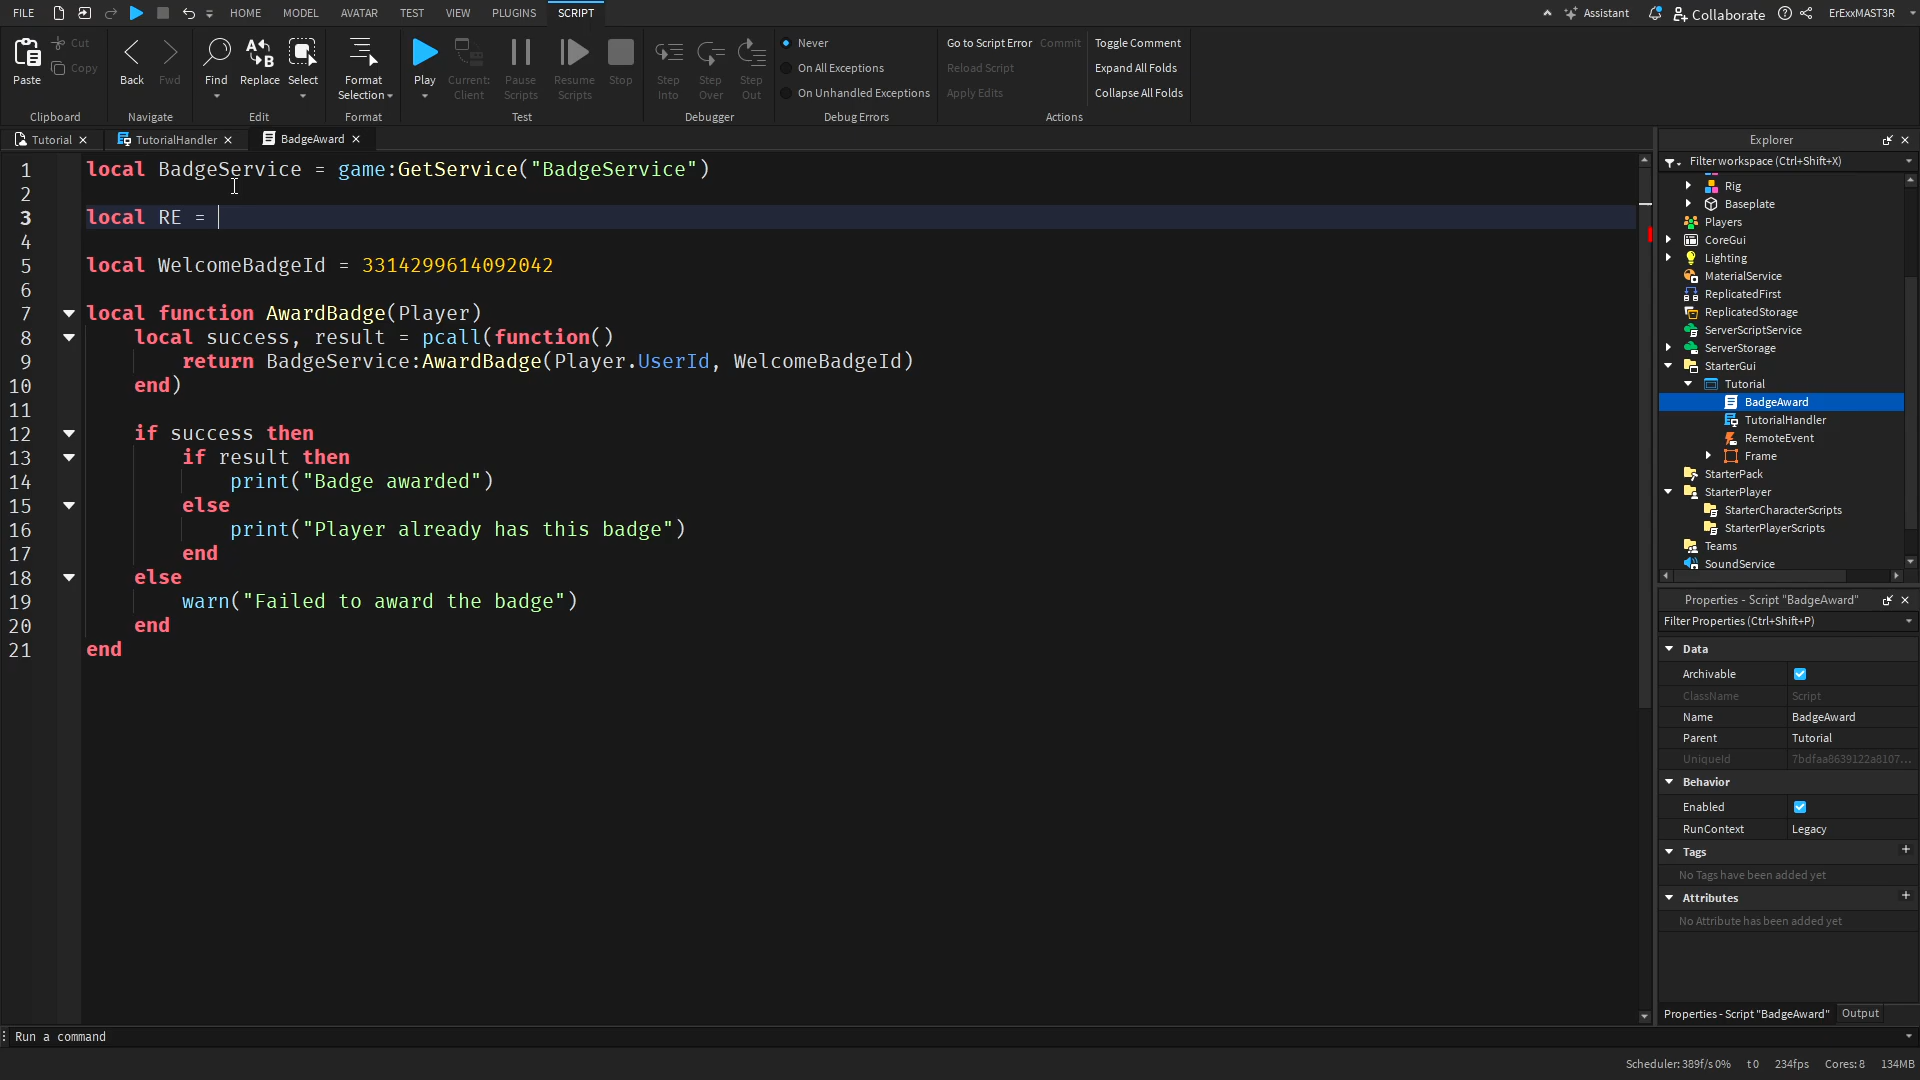 FILE HOME MODEL AVATAR TEST VIEW PLUGINS SCRIPT Assistant Collaborate ErExxMAST3R
Paste Cut Copy Clipboard
Back Fwd Navigate
Find Replace Select Edit
Format Selection Format
Play Current: Client Pause Scripts Resume Scripts Stop Test
Step Into Step Over Step Out Debugger
Never
On All Exceptions
On Unhandled Exceptions
Debug Errors
Go to Script Error Commit Toggle Comment
Reload Script Expand All Folds
Apply Edits Collapse All Folds
Actions
Tutorial TutorialHandler BadgeAward
1 local BadgeService = game:GetService("BadgeService")
2
3 local RE =
4
5 local WelcomeBadgeId = 3314299614092042
6
7 local function AwardBadge(Player)
8 local success, result = pcall(function()
9 return BadgeService:AwardBadge(Player.UserId, WelcomeBadgeId)
10 end)
11
12 if success then
13 if result then
14 print("Badge awarded")
15 else
16 print("Player already has this badge")
17 end
18 else
19 warn("Failed to award the badge")
20 end
21 end
Explorer
Filter workspace (Ctrl+Shift+X)
Rig
Baseplate
Players
CoreGui
Lighting
MaterialService
ReplicatedFirst
ReplicatedStorage
ServerScriptService
ServerStorage
StarterGui
Tutorial
BadgeAward
TutorialHandler
RemoteEvent
Frame
StarterPack
StarterPlayer
StarterCharacterScripts
StarterPlayerScripts
Teams
SoundService
Properties - Script "BadgeAward"
Filter Properties (Ctrl+Shift+P)
Data
Archivable
ClassName Script
Name BadgeAward
Parent Tutorial
UniqueId 7bdfaa8639122a8107...
Behavior
Enabled
RunContext Legacy
Tags +
No Tags have been added yet
Attributes +
No Attribute has been added yet
Properties - Script "BadgeAward" Output
Run a command
Scheduler: 389f/s 0% t 0 234fps Cores: 8 134MB